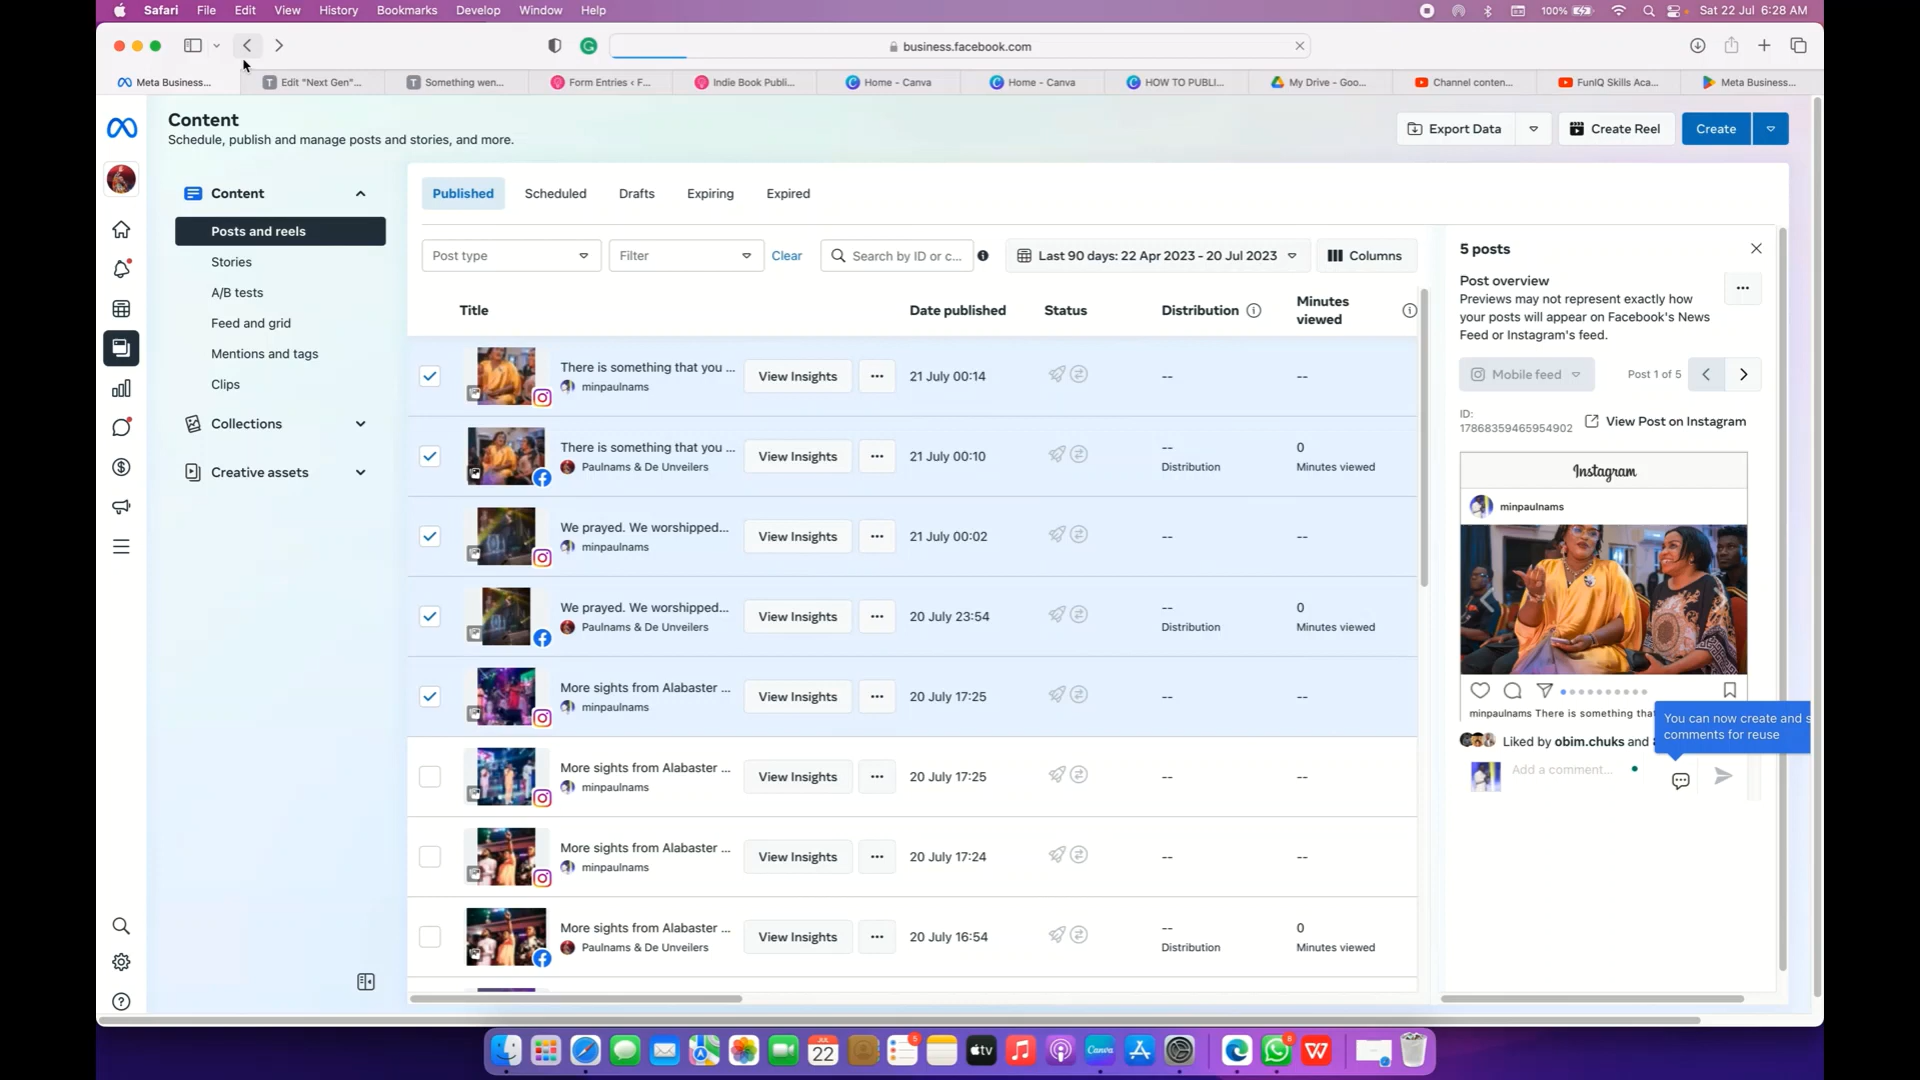 Safari File Edit View History Bookmarks Develop Window Help
100% Sat 22 Jul 6:28 AM
business.facebook.com
Meta Business... Edit "Next Gen"... Something wen... Form Entries < F... Indie Book Publi... Home - Canva Home - Canva HOW TO PUBLI... My Drive - Goo... Channel conten... FunIQ Skills Aca... Meta Business...
Content
Schedule, publish and manage posts and stories, and more.
Export Data Create Reel Create
Content
Posts and reels
Stories
A/B tests
Feed and grid
Mentions and tags
Clips
Collections
Creative assets
Published Scheduled Drafts Expiring Expired
Post type Filter Clear Search by ID or c... Last 90 days: 22 Apr 2023 - 20 Jul 2023 Columns
Title Date published Status Distribution Minutes viewed
There is something that you ...
minpaulnams
View Insights ... 21 July 00:14 -- --
There is something that you ...
Paulnams & De Unveilers
View Insights ... 21 July 00:10 -- 0
Distribution Minutes viewed
We prayed. We worshipped...
minpaulnams
View Insights ... 21 July 00:02 -- --
We prayed. We worshipped...
Paulnams & De Unveilers
View Insights ... 20 July 23:54 -- 0
Distribution Minutes viewed
More sights from Alabaster ...
minpaulnams
View Insights ... 20 July 17:25 -- --
More sights from Alabaster ...
minpaulnams
View Insights ... 20 July 17:25 -- --
More sights from Alabaster ...
minpaulnams
View Insights ... 20 July 17:24 -- --
More sights from Alabaster ...
Paulnams & De Unveilers
View Insights ... 20 July 16:54 -- 0
Distribution Minutes viewed
5 posts
Post overview
Previews may not represent exactly how
your posts will appear on Facebook's News
Feed or Instagram's feed.
...
Mobile feed Post 1 of 5
ID:
17868359465954902
View Post on Instagram
Instagram
minpaulnams
minpaulnams There is something tha
You can now create and s
comments for reuse
Liked by obim.chuks and
Add a comment...
JUL
22
5
tv
Canva
8
W